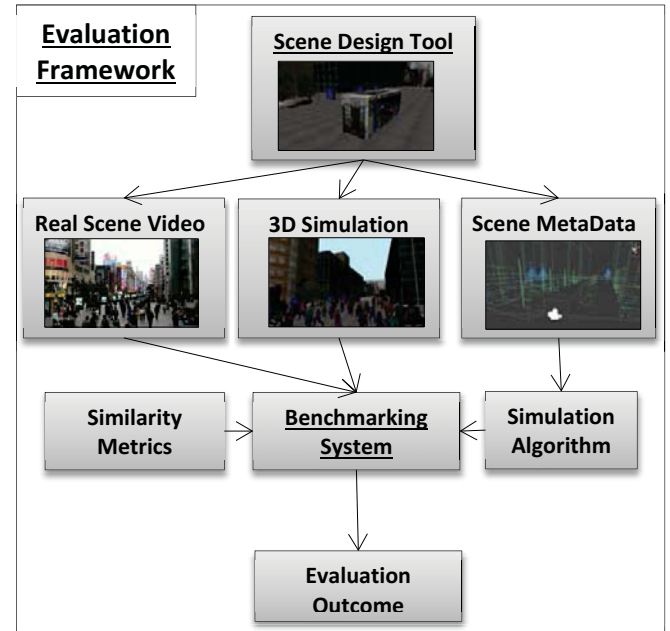 Evaluation
Framework
Scene Design Tool
Real Scene Video
3D Simulation
Scene MetaData
Similarity
Metrics
Benchmarking
System
Simulation
Algorithm
Evaluation
Outcome